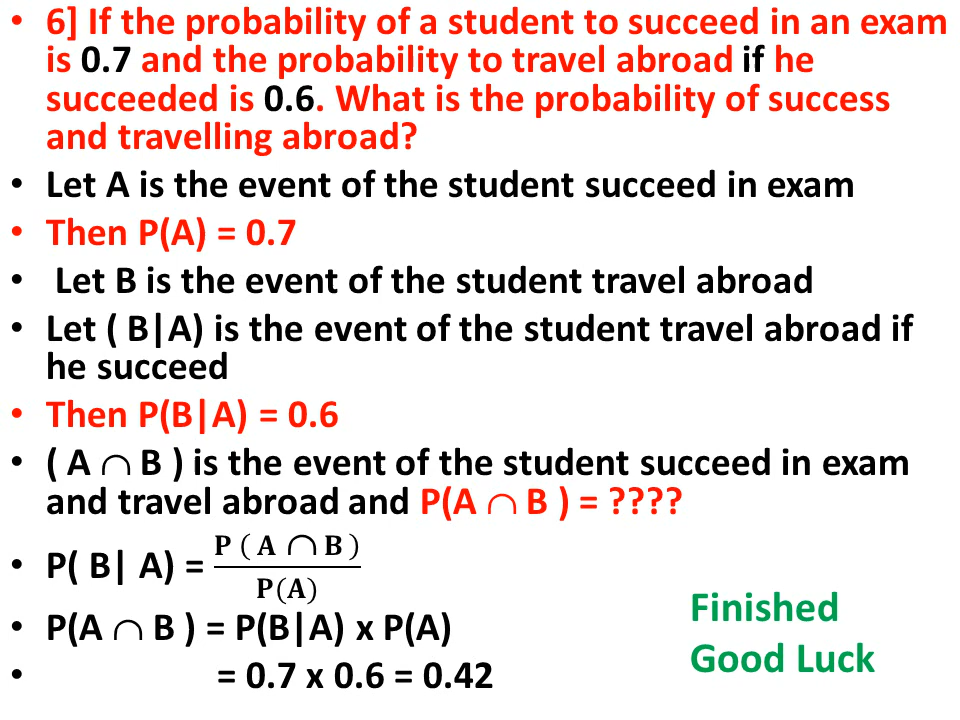 • 6] If the probability of a student to succeed in an exam
is 0.7 and the probability to travel abroad if he
succeeded is 0.6. What is the probability of success
and travelling abroad?
• Let A is the event of the student succeed in exam
• Then P(A) = 0.7
• Let B is the event of the student travel abroad
• Let ( B|A) is the event of the student travel abroad if
he succeed
• Then P(B|A) = 0.6
• ( A ∩ B ) is the event of the student succeed in exam
and travel abroad and P(A ∩ B ) = ????
• P( B| A) = P ( A ∩ B ) / P(A)
• P(A ∩ B ) = P(B|A) x P(A)
• = 0.7 x 0.6 = 0.42
Finished
Good Luck